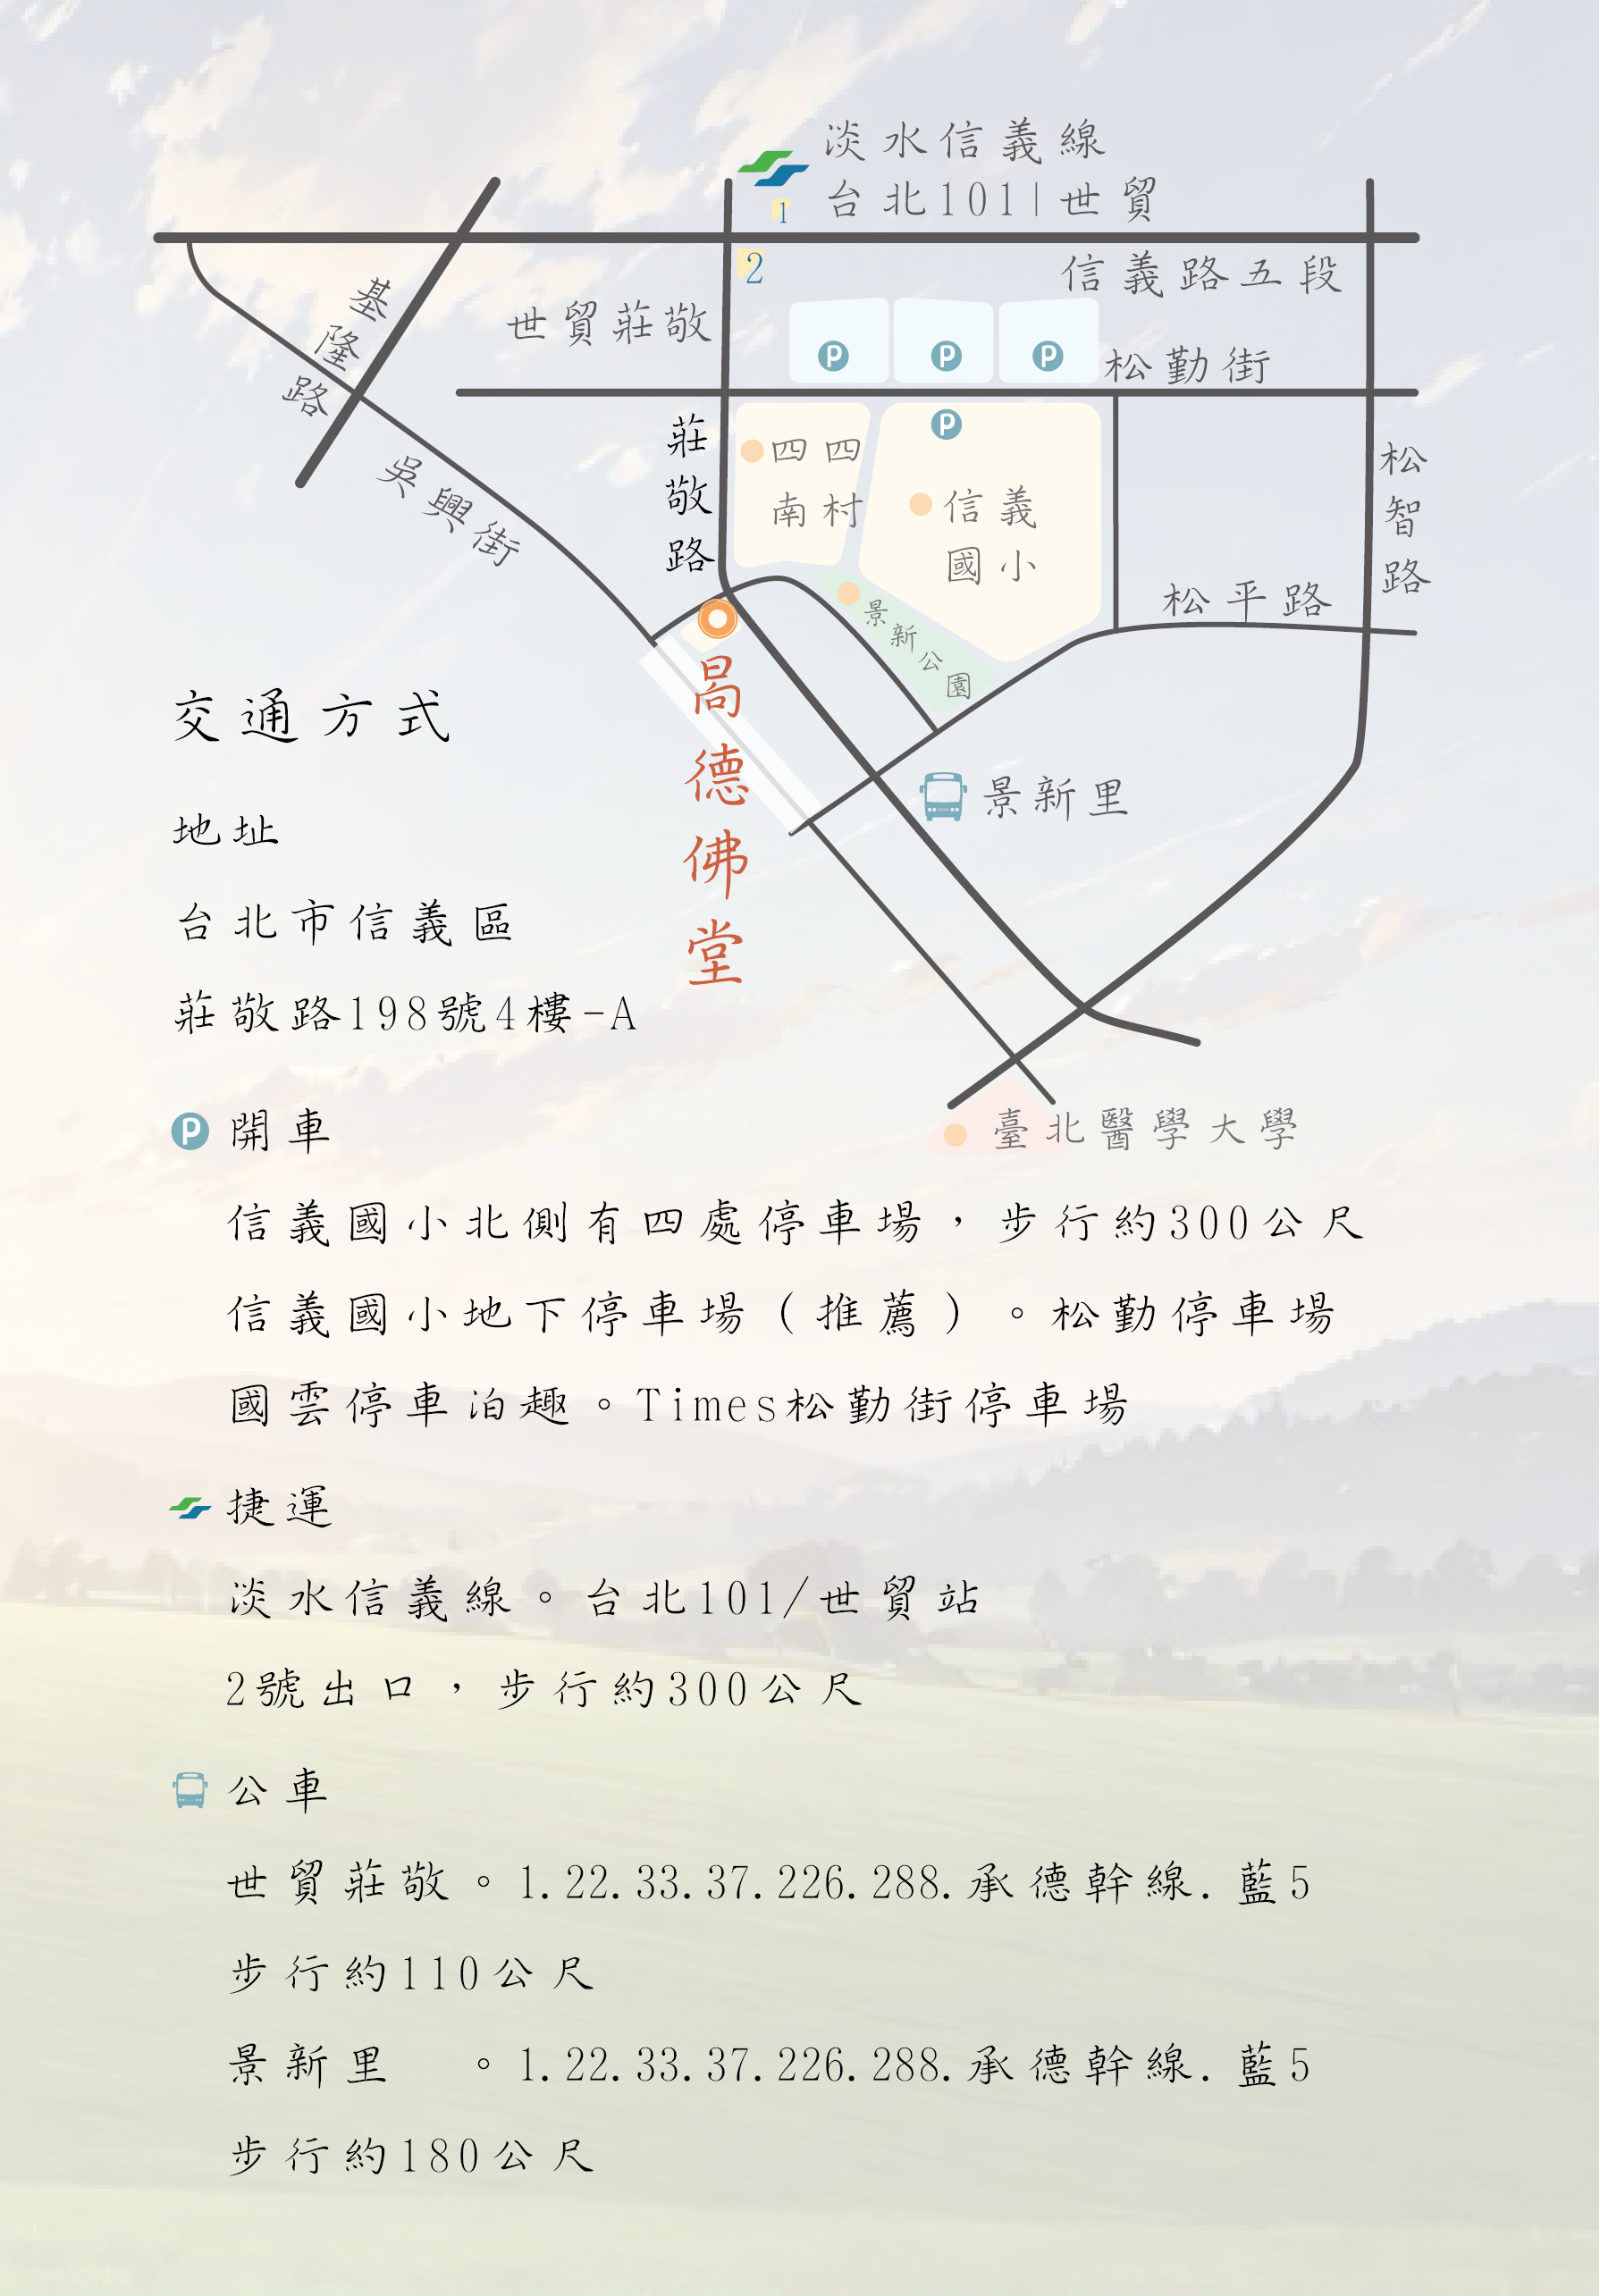 淡水信義線
台北101|世貿
1
2
信義路五段
基隆路
世貿莊敬
P
P
P
松勤街
P
莊敬路
四四
南村
信義
國小
松智路
吳興街
景新公園
松平路
昺德佛堂
景新里
臺北醫學大學
交通方式
地址
台北市信義區
莊敬路198號4樓-A
P 開車
信義國小北側有四處停車場，步行約300公尺
信義國小地下停車場（推薦）。松勤停車場
國雲停車泊趣。Times松勤街停車場
捷運
淡水信義線。台北101/世貿站
2號出口，步行約300公尺
公車
世貿莊敬。1.22.33.37.226.288.承德幹線.藍5
步行約110公尺
景新里　。1.22.33.37.226.288.承德幹線.藍5
步行約180公尺